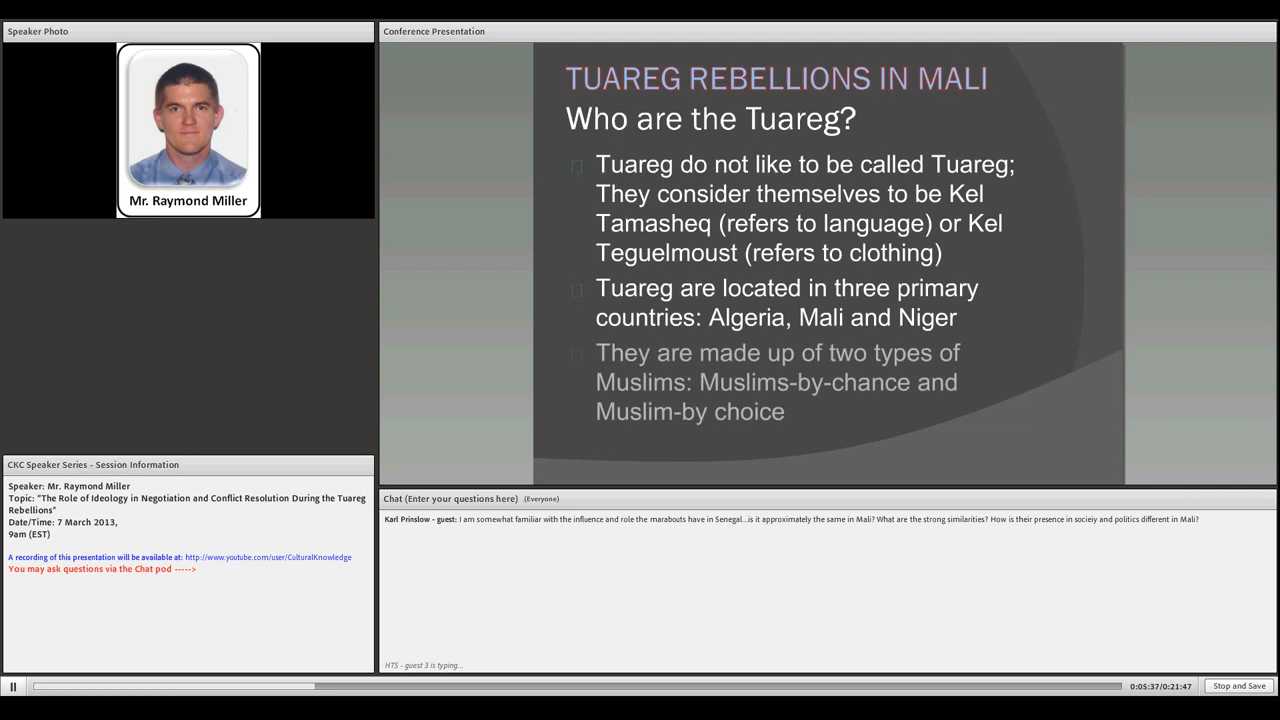 Speaker Photo
Mr. Raymond Miller
CKC Speaker Series - Session Information
Speaker: Mr. Raymond Miller
Topic: "The Role of Ideology in Negotiation and Conflict Resolution During the Tuareg
Rebellions"
Date/Time: 7 March 2013,
9am (EST)
A recording of this presentation will be available at: http://www.youtube.com/user/CulturalKnowledge
You may ask questions via the Chat pod ----->
Conference Presentation
TUAREG REBELLIONS IN MALI
Who are the Tuareg?
Tuareg do not like to be called Tuareg;
They consider themselves to be Kel
Tamasheq (refers to language) or Kel
Teguelmoust (refers to clothing)
Tuareg are located in three primary
countries: Algeria, Mali and Niger
They are made up of two types of
Muslims: Muslims-by-chance and
Muslim-by choice
Chat (Enter your questions here) (Everyone)
Karl Prinslow - guest: I am somewhat familiar with the influence and role the marabouts have in Senegal...is it approximately the same in Mali? What are the strong similarities? How is their presence in socieiy and politics different in Mali?
HTS - guest 3 is typing...
0:05:37/0:21:47
Stop and Save